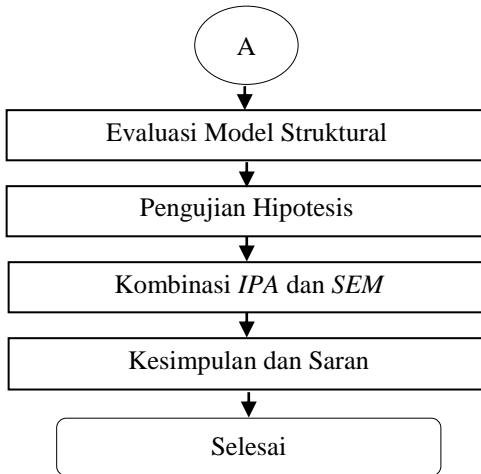 A
Evaluasi Model Struktural
Pengujian Hipotesis
Kombinasi IPA dan SEM
Kesimpulan dan Saran
Selesai